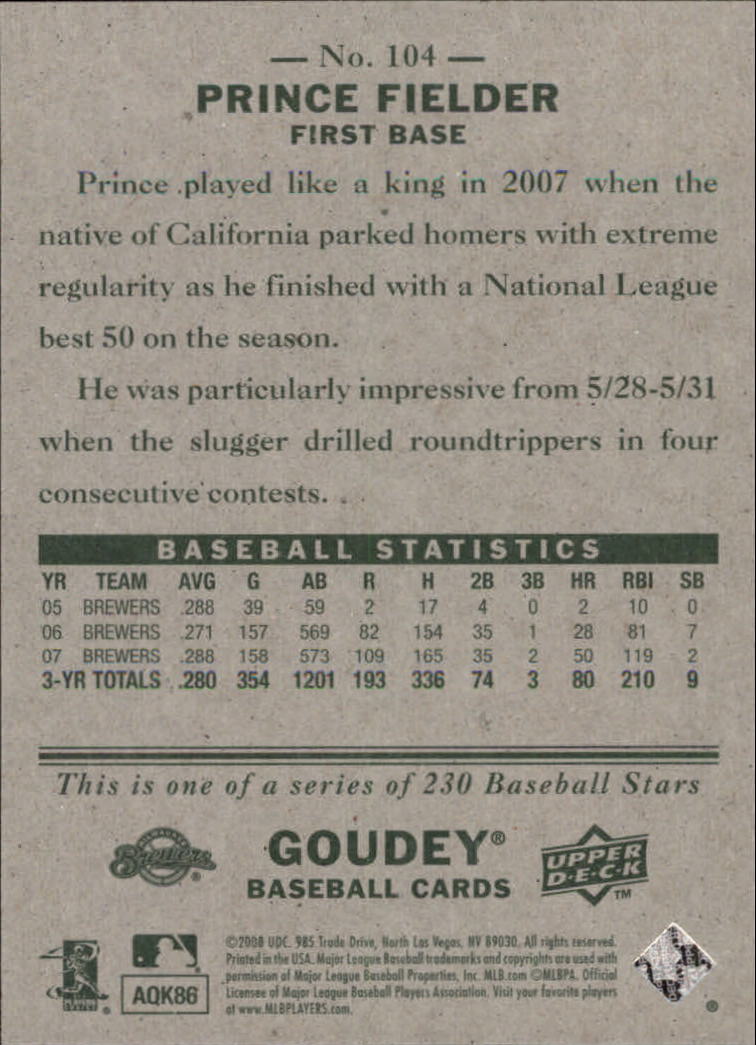 — No. 104 —
PRINCE FIELDER
FIRST BASE
Prince played like a king in 2007 when the
native of California parked homers with extreme
regularity as he finished with a National League
best 50 on the season.
He was particularly impressive from 5/28-5/31
when the slugger drilled roundtrippers in four
consecutive contests.
BASEBALL STATISTICS
YR TEAM AVG G AB R H 2B 3B HR RBI SB
05 BREWERS .288 39 59 2 17 4 0 2 10 0
06 BREWERS .271 157 569 82 154 35 1 28 81 7
07 BREWERS .288 158 573 109 165 35 2 50 119 2
3-YR TOTALS .280 354 1201 193 336 74 3 80 210 9
This is one of a series of 230 Baseball Stars
Brewers ®
GOUDEY®
BASEBALL CARDS
UPPER
D·E·C·K
TM
AQK86
©2008 UDC. 985 Trade Drive, North Las Vegas, NV 89030. All rights reserved.
Printed in the USA. Major League Baseball trademarks and copyrights are used with
permission of Major League Baseball Properties, Inc. MLB.com ©MLBPA. Official
Licensee of Major League Baseball Players Association. Visit your favorite players
at www.MLBPLAYERS.com.